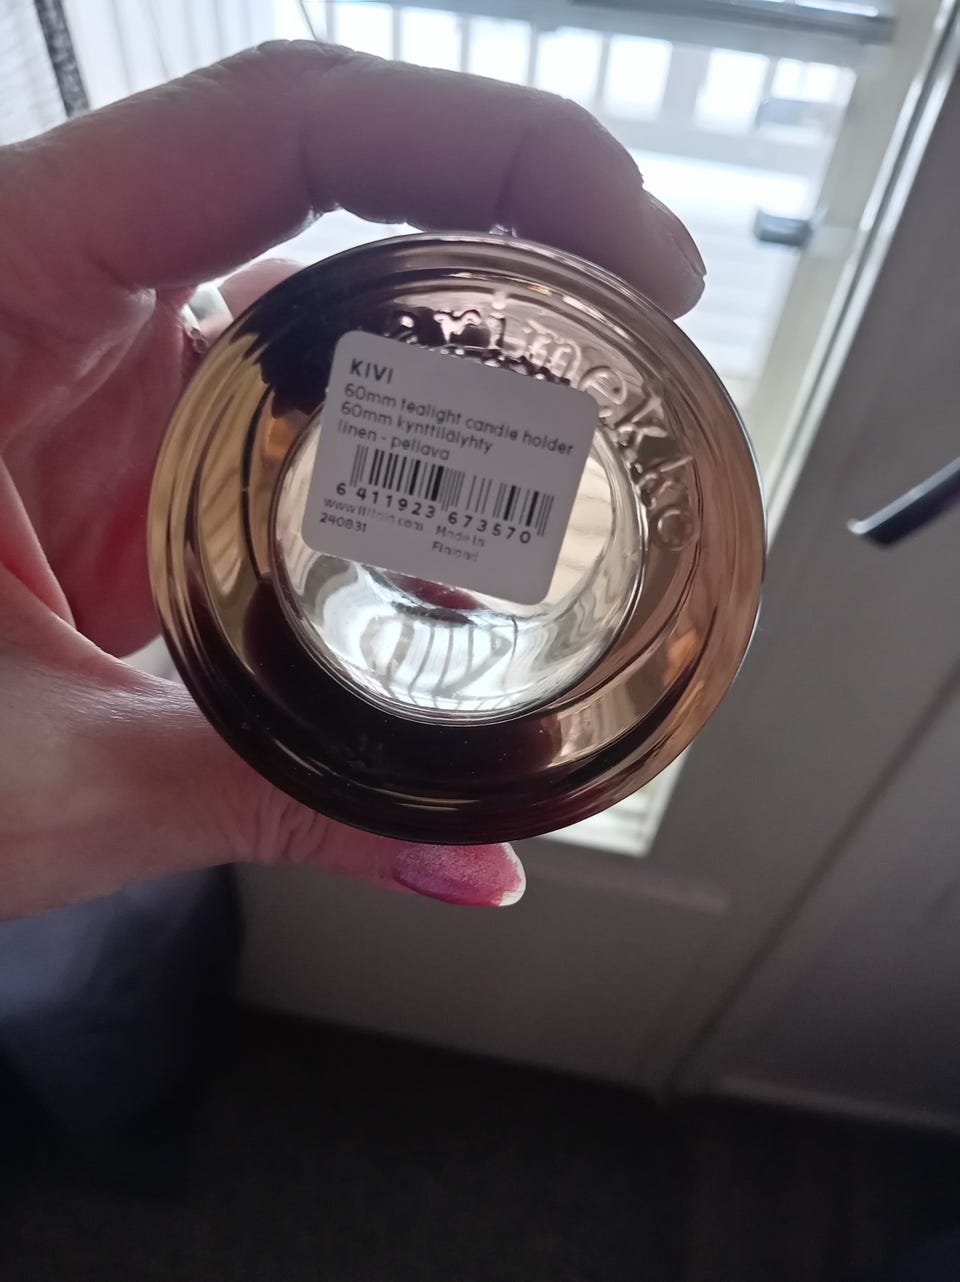 arimekko
KIVI
60mm tealight candle holder
60mm kynttilälyhty
linen - pellava
6 411923 673570
www.iittala.com Made in
240831 Finland